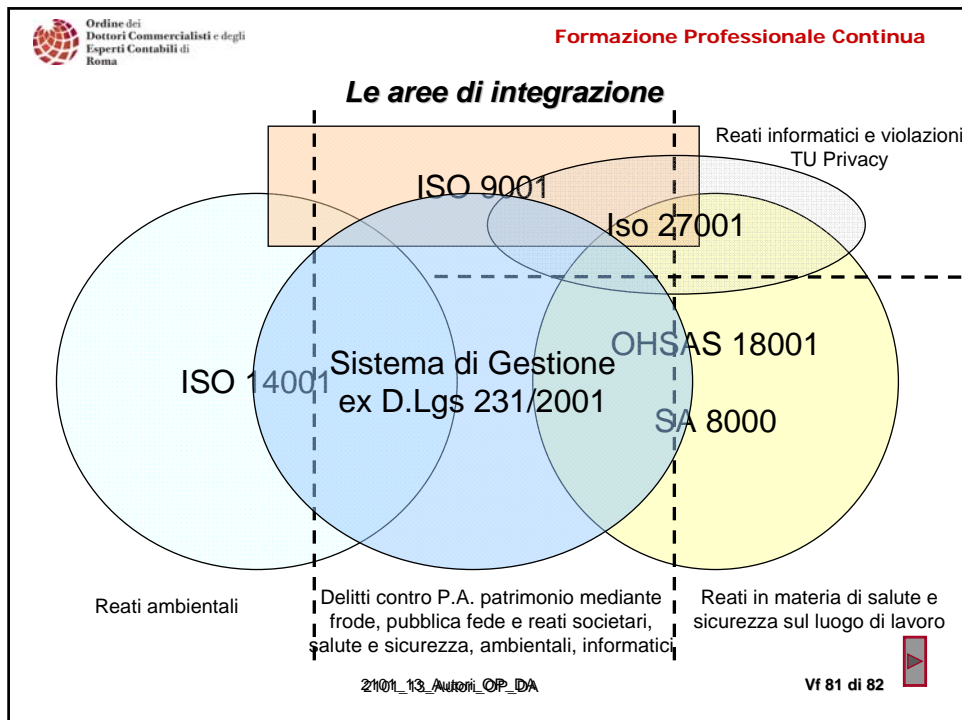 Ordine dei
Dottori Commercialisti e degli
Esperti Contabili di
Roma
Formazione Professionale Continua
Le aree di integrazione
Reati informatici e violazioni
TU Privacy
ISO 9001
Iso 27001
OHSAS 18001
Sistema di Gestione
ex D.Lgs 231/2001
ISO 14001
SA 8000
Reati ambientali
Delitti contro P.A. patrimonio mediante
frode, pubblica fede e reati societari,
salute e sicurezza, ambientali, informatici
Reati in materia di salute e
sicurezza sul luogo di lavoro
Vf 81 di 82